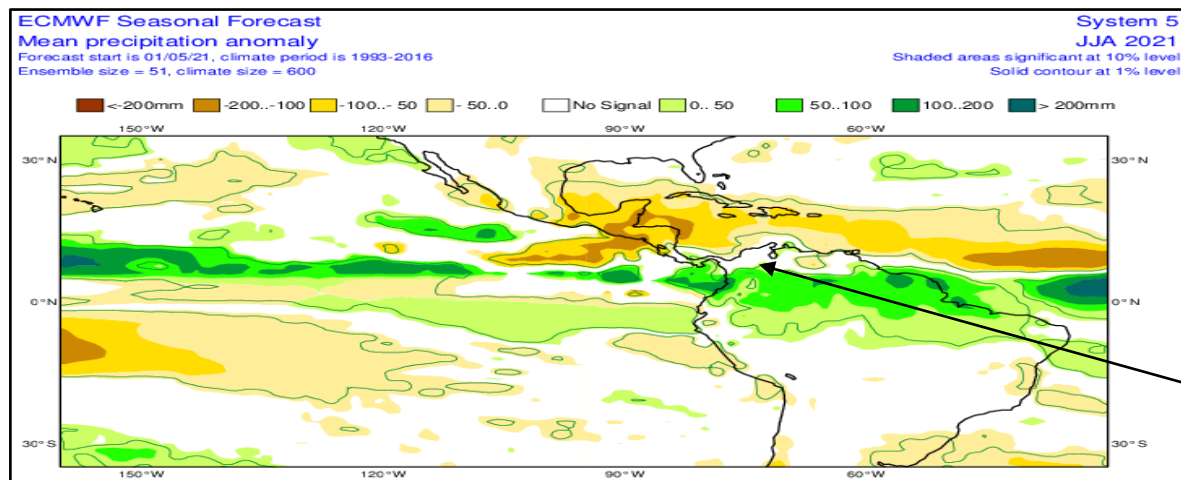 ECMWF Seasonal Forecast System 5
Mean precipitation anomaly JJA 2021
Forecast start is 01/05/21, climate period is 1993-2016 Shaded areas significant at 10% level
Ensemble size = 51, climate size = 600 Solid contour at 1% level
<-200mm -200..-100 -100..- 50 - 50..0 No Signal 0.. 50 50..100 100..200 > 200mm
150°W 120°W 90°W 60°W
30°N 30°N
0°N 0°N
30°S 30°S
150°W 120°W 90°W 60°W